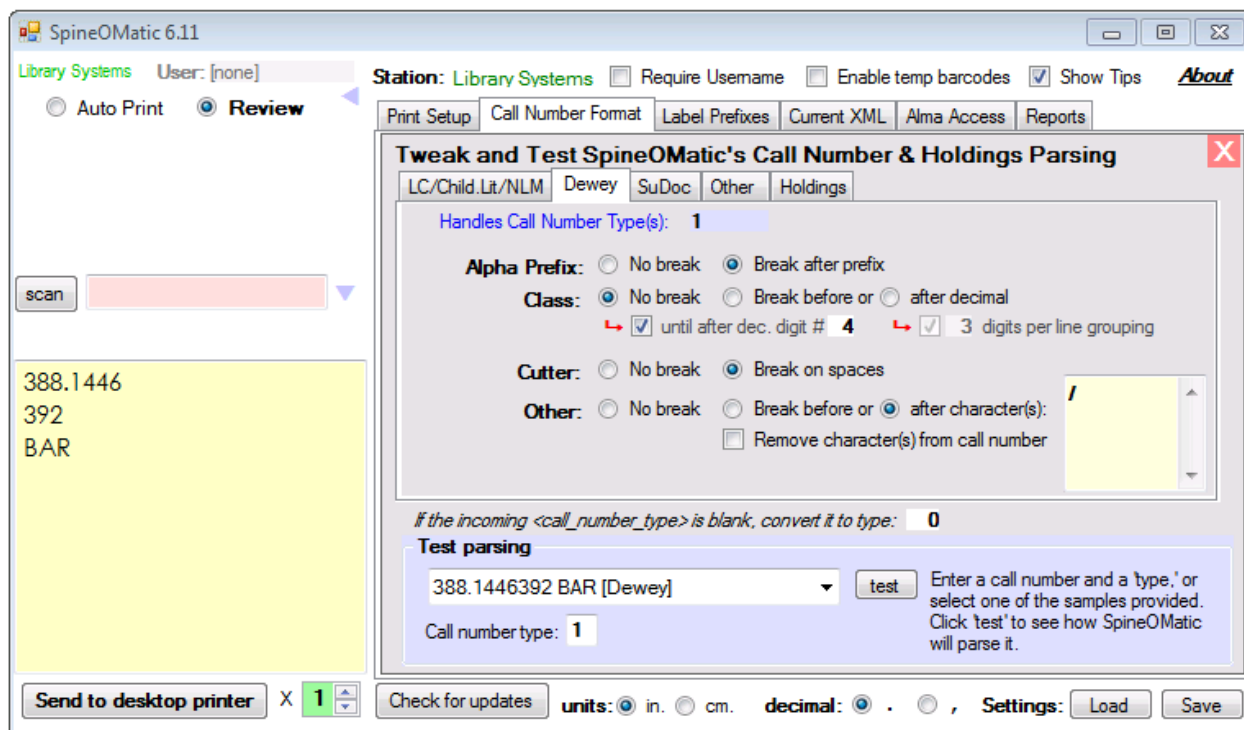 SpineOMatic 6.11
Library Systems User: [none]
Auto Print Review
Station: Library Systems Require Username Enable temp barcodes Show Tips About
Print Setup Call Number Format Label Prefixes Current XML Alma Access Reports
Tweak and Test SpineOMatic's Call Number & Holdings Parsing X
LC/Child.Lit/NLM Dewey SuDoc Other Holdings
Handles Call Number Type(s): 1
Alpha Prefix: No break Break after prefix
Class: No break Break before or after decimal
until after dec. digit # 4 3 digits per line grouping
Cutter: No break Break on spaces
Other: No break Break before or after character(s): /
Remove character(s) from call number
scan
388.1446
392
BAR
If the incoming <call_number_type> is blank, convert it to type: 0
Test parsing
388.1446392 BAR [Dewey] test
Call number type: 1
Enter a call number and a 'type,' or
select one of the samples provided.
Click 'test' to see how SpineOMatic
will parse it.
Send to desktop printer X 1
Check for updates units: in. cm. decimal: . , Settings: Load Save